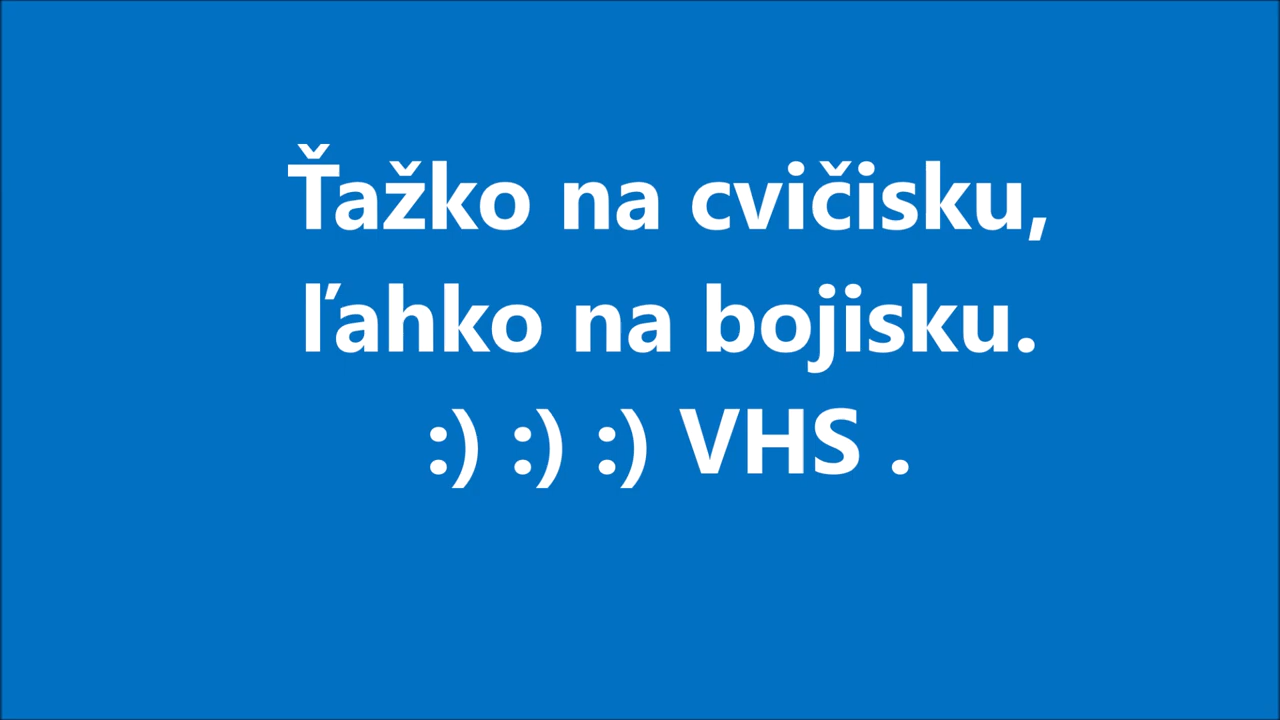 Ťažko na cvičisku,
ľahko na bojisku.
:) :) :) VHS .